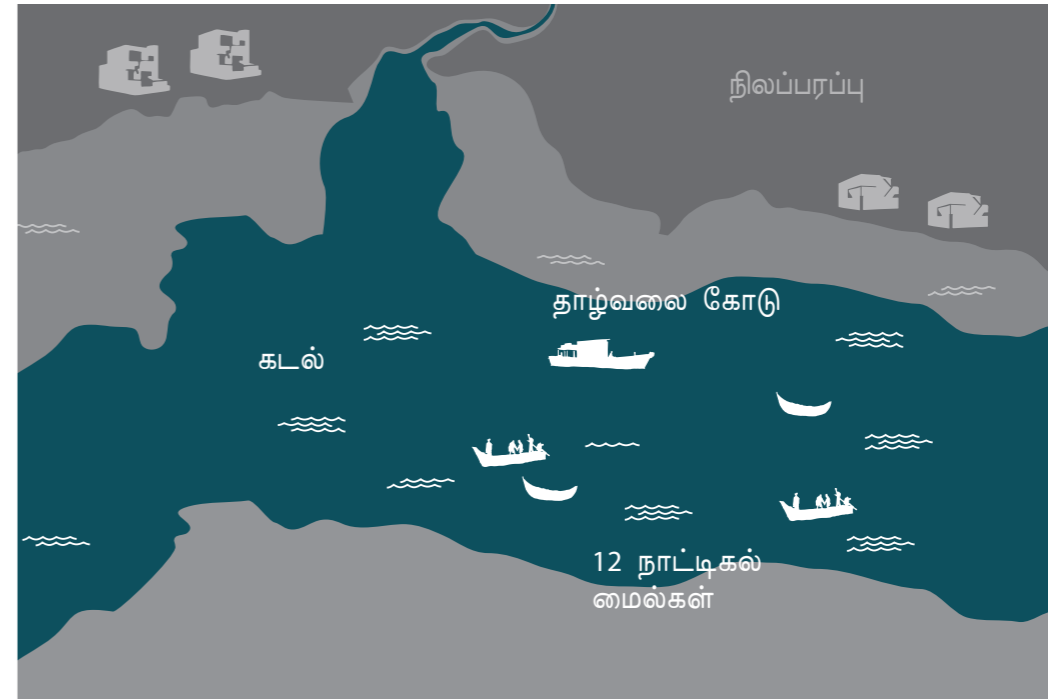 நிலப்பரப்பு
தாழ்வலை கோடு
கடல்
12 நாட்டிகல்
மைல்கள்